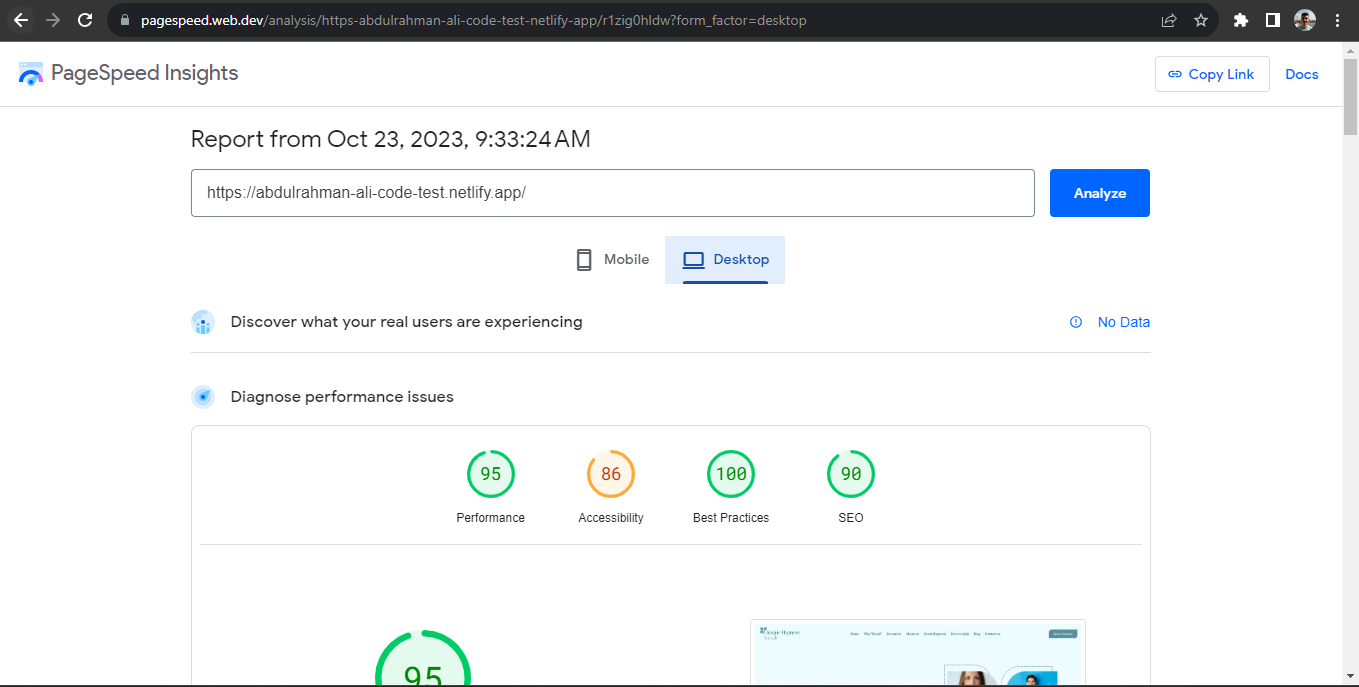 pagespeed.web.dev/analysis/https-abdulrahman-ali-code-test-netlify-app/r1zig0hldw?form_factor=desktop
PageSpeed Insights
Copy Link
Docs
Report from Oct 23, 2023, 9:33:24 AM
https://abdulrahman-ali-code-test.netlify.app/
Analyze
Mobile
Desktop
Discover what your real users are experiencing
No Data
Diagnose performance issues
95
86
100
90
Performance
Accessibility
Best Practices
SEO
95